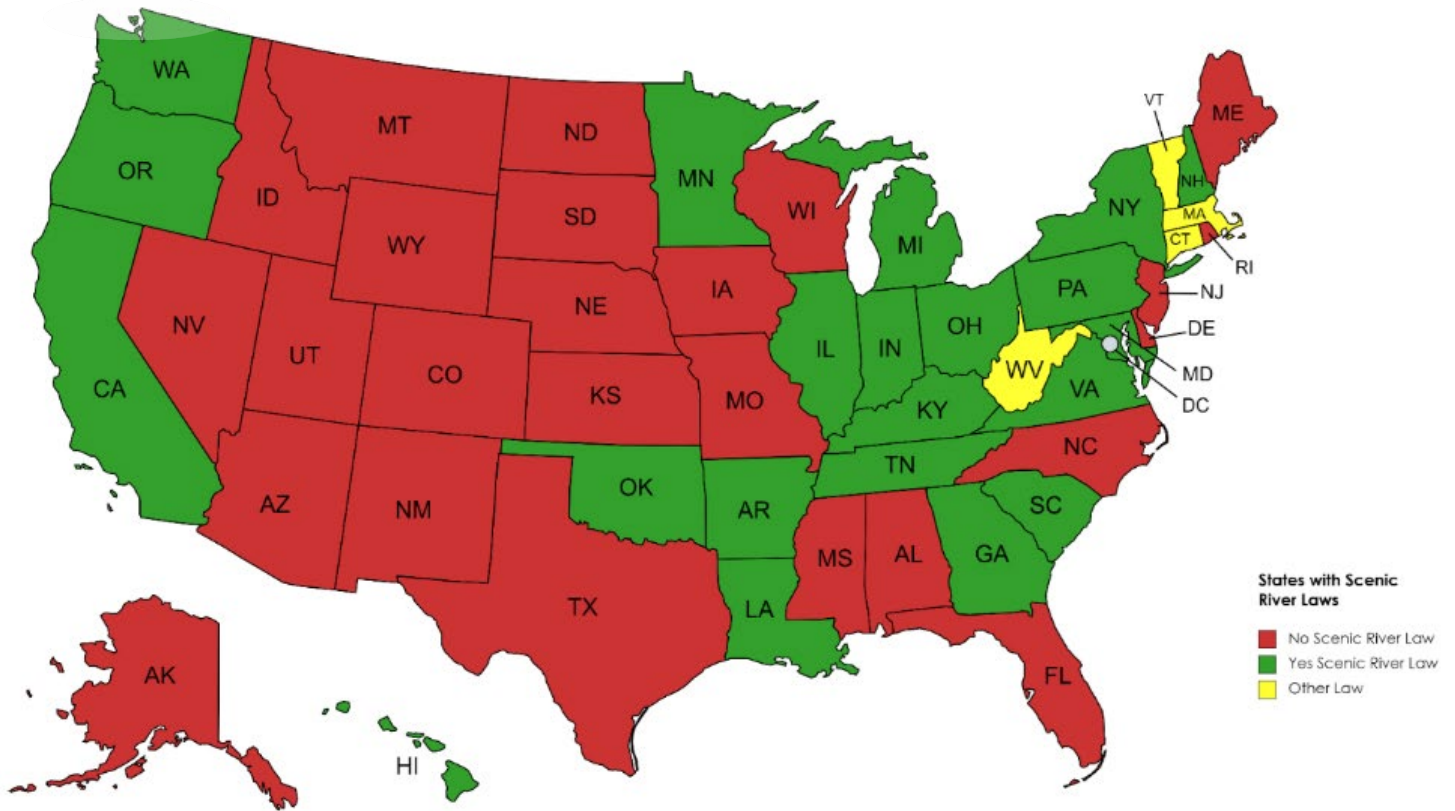 WA
MT
ND
MN
OR
ID
SD
WI
WY
MI
NY
VT
NH
ME
MA
CT
RI
NJ
DE
MD
DC
PA
IA
NE
NV
UT
CO
IL
IN
OH
WV
VA
CA
KS
MO
KY
NC
TN
AZ
NM
OK
AR
SC
MS
AL
GA
TX
LA
FL
AK
HI
States with Scenic
River Laws
No Scenic River Law
Yes Scenic River Law
Other Law